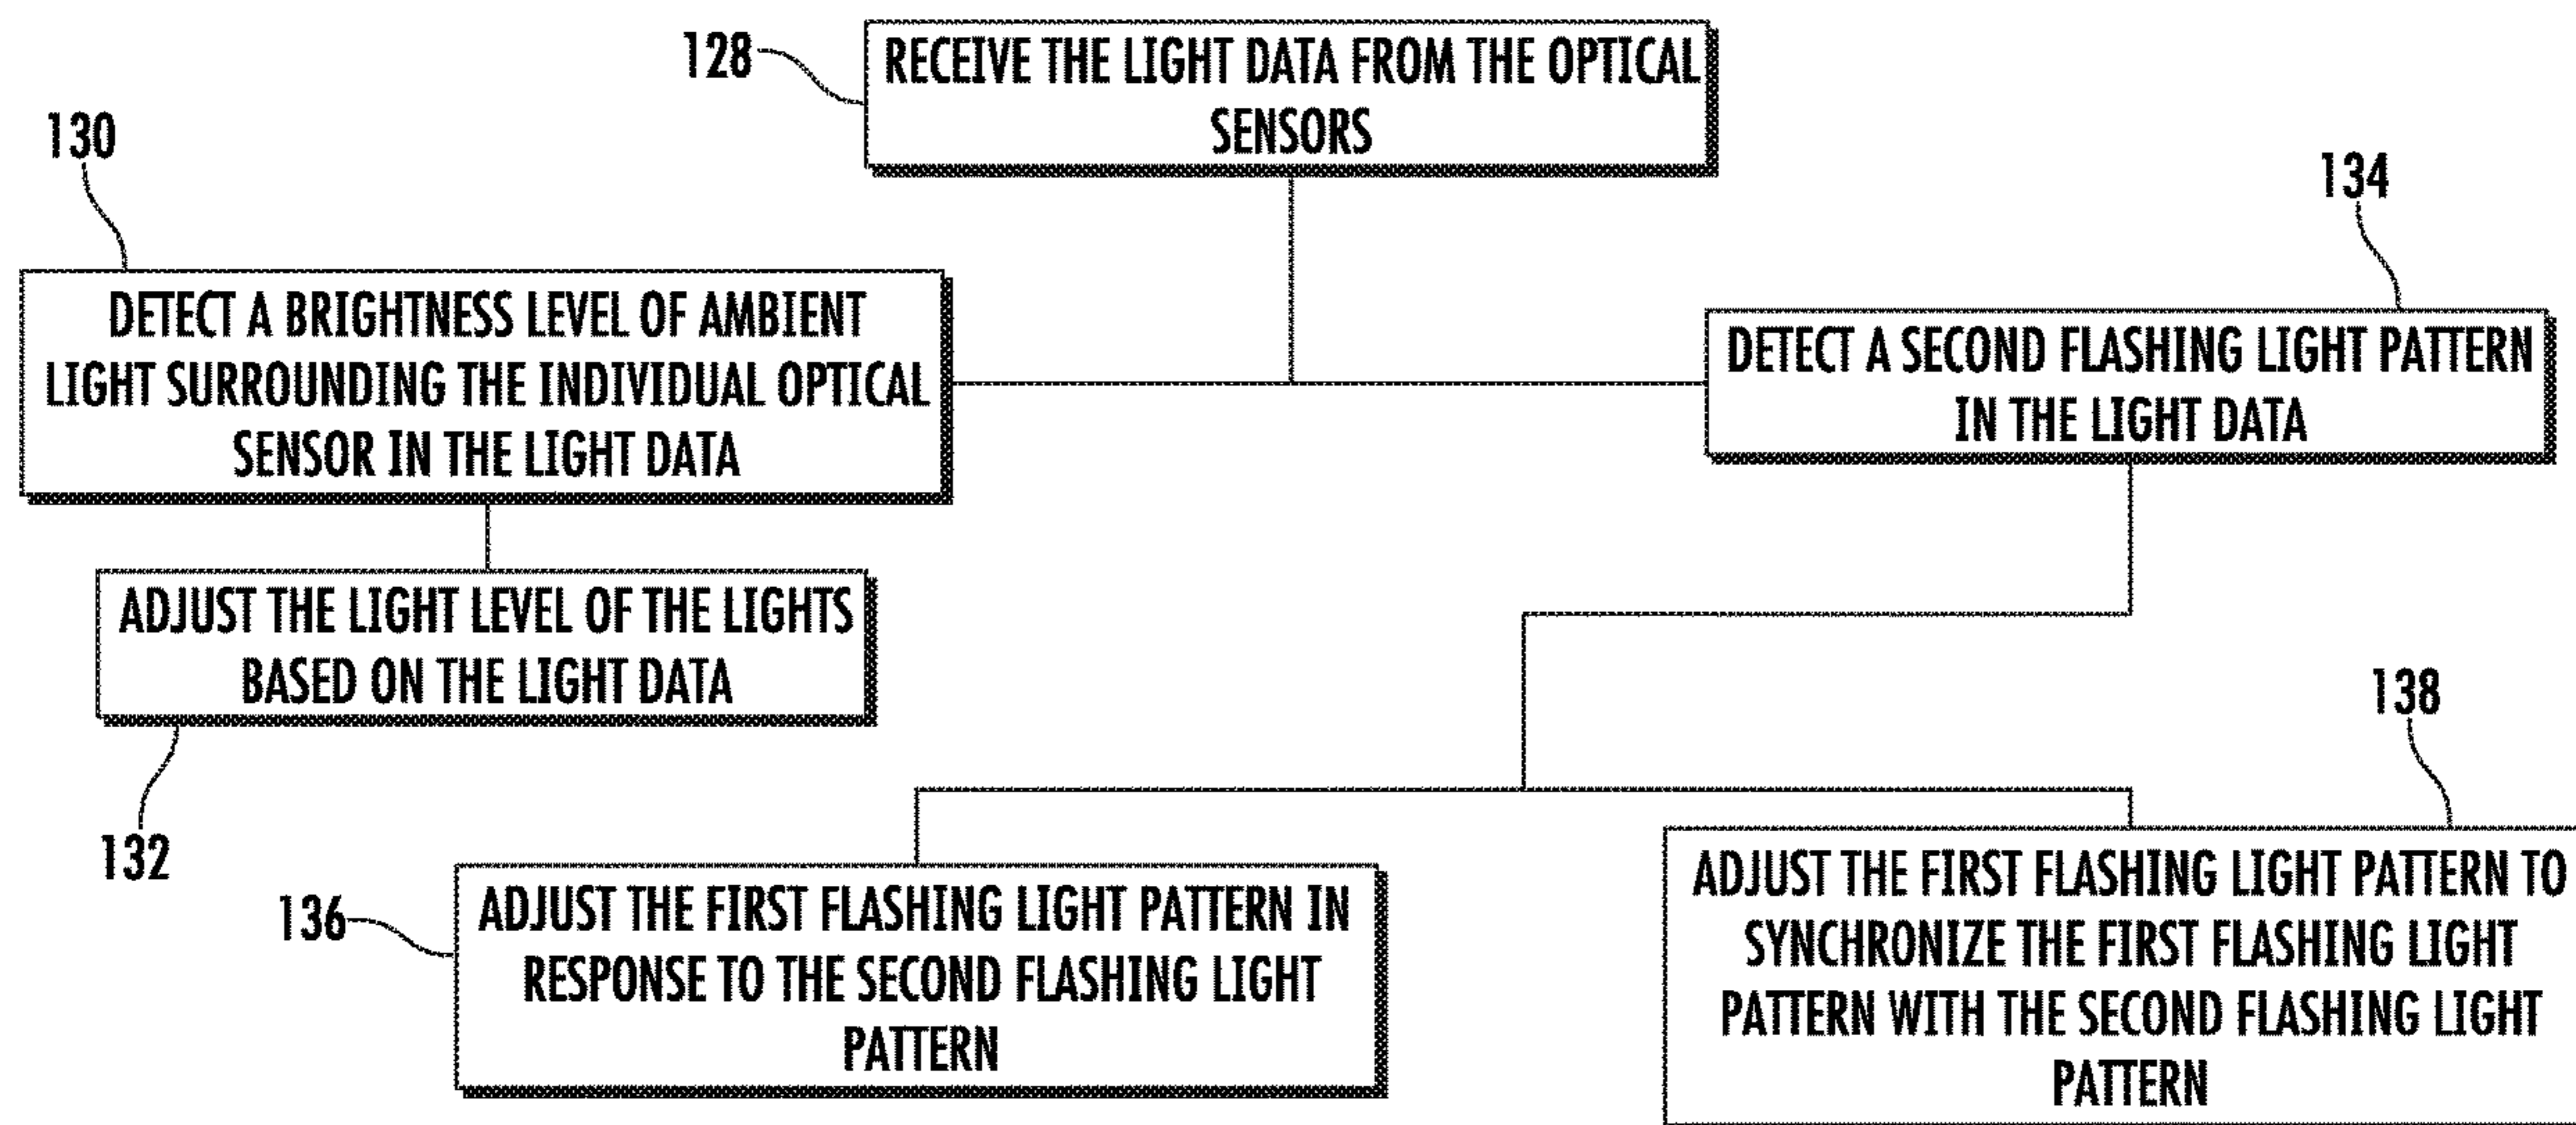 128
RECEIVE THE LIGHT DATA FROM THE OPTICAL
SENSORS
130
DETECT A BRIGHTNESS LEVEL OF AMBIENT
LIGHT SURROUNDING THE INDIVIDUAL OPTICAL
SENSOR IN THE LIGHT DATA
134
DETECT A SECOND FLASHING LIGHT PATTERN
IN THE LIGHT DATA
ADJUST THE LIGHT LEVEL OF THE LIGHTS
BASED ON THE LIGHT DATA
132
136
ADJUST THE FIRST FLASHING LIGHT PATTERN IN
RESPONSE TO THE SECOND FLASHING LIGHT
PATTERN
138
ADJUST THE FIRST FLASHING LIGHT PATTERN TO
SYNCHRONIZE THE FIRST FLASHING LIGHT
PATTERN WITH THE SECOND FLASHING LIGHT
PATTERN